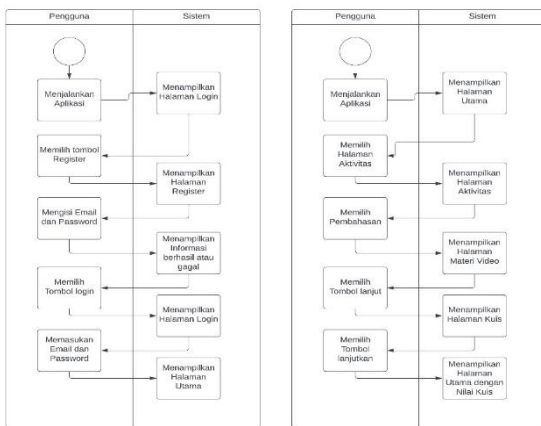 Pengguna
Sistem
Menjalankan
Aplikasi
Menampilkan
Halaman Login
Memilih tombol
Register
Menampilkan
Halaman
Register
Mengisi Email
dan Password
Menampilkan
Informasi
berhasil atau
gagal
Memilih
Tombol login
Menampilkan
Halaman Login
Memasukan
Email dan
Password
Menampilkan
Halaman
Utama
Pengguna
Sistem
Menjalankan
Aplikasi
Menampilkan
Halaman
Utama
Memilih
Halaman
Aktivitas
Menampilkan
Halaman
Aktivitas
Memilih
Pembahasan
Menampilkan
Halaman
Materi Video
Memilih
Tombol lanjut
Menampilkan
Halaman Kuis
Memilih
Tombol
lanjutkan
Menampilkan
Halaman
Utama dengan
Nilai Kuis